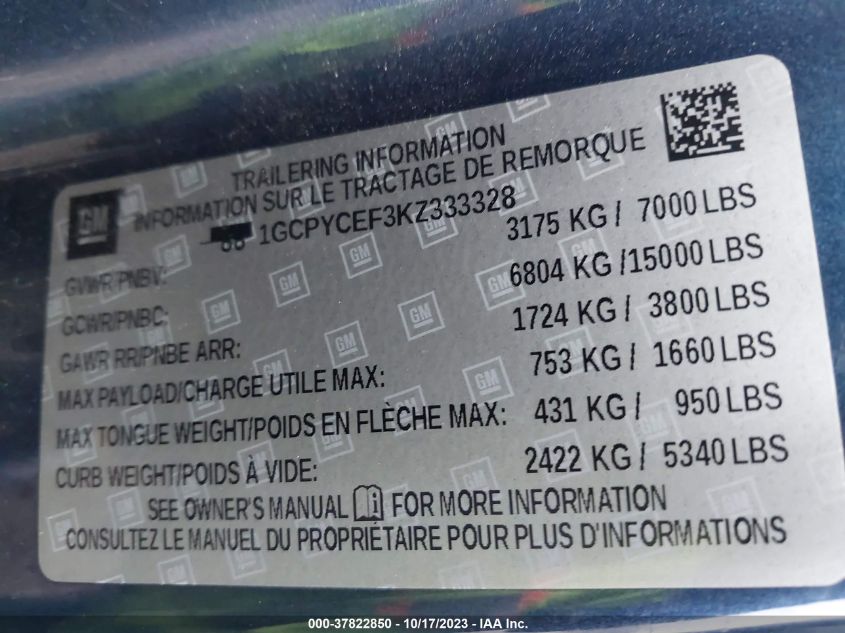 TRAILERING INFORMATION
INFORMATION SUR LE TRACTAGE DE REMORQUE
GM
1GCPYCEF3KZ333328
GVWR/PNBV: 3175 KG / 7000 LBS
GCWR/PNBC: 6804 KG /15000 LBS
GAWR RR/PNBE ARR: 1724 KG / 3800 LBS
MAX PAYLOAD/CHARGE UTILE MAX: 753 KG / 1660 LBS
MAX TONGUE WEIGHT/POIDS EN FLÈCHE MAX: 431 KG / 950 LBS
CURB WEIGHT/POIDS À VIDE: 2422 KG / 5340 LBS
SEE OWNER'S MANUAL FOR MORE INFORMATION
CONSULTEZ LE MANUEL DU PROPRIÉTAIRE POUR PLUS D'INFORMATIONS
000-37822850 - 10/17/2023 - IAA Inc.